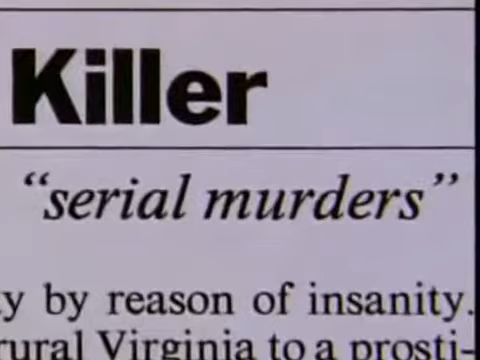 Killer
"serial murders"
y by reason of insanity.
rural Virginia to a prosti-